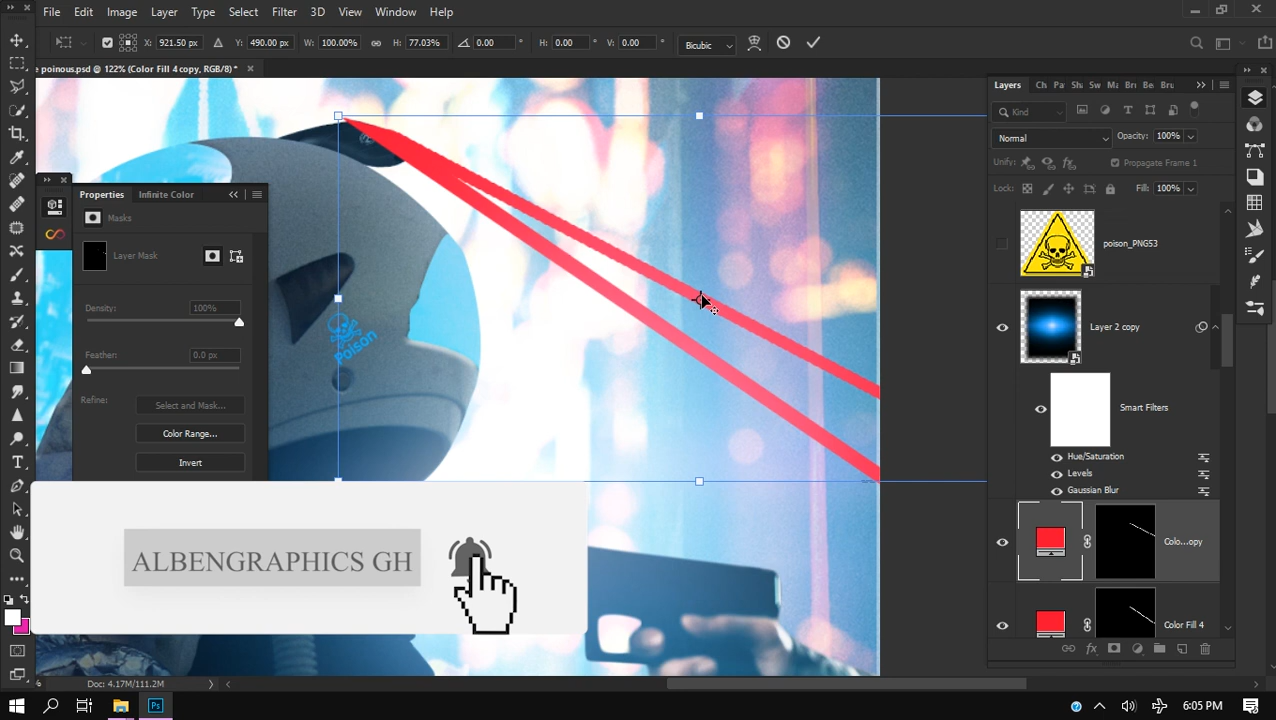 File Edit Image Layer Type Select Filter 3D View Window Help
X: 921.50 px Y: 490.00 px W: 100.00% H: 77.03% 0.00 ° H: 0.00 ° V: 0.00 ° Bicubic
e poinous.psd @ 122% (Color Fill 4 copy, RGB/8) *
Layers Ch Pa Shi Sw Bru
Kind
Normal Opacity: 100%
Unify: Propagate Frame 1
Lock: Fill: 100%
Properties Infinite Color
Masks
Layer Mask
Density: 100%
Feather: 0.0 px
Refine: Select and Mask...
Color Range...
Invert
poison
poison_PNG53
Layer 2 copy
Smart Filters
Hue/Saturation
Levels
Gaussian Blur
Colo...opy
Color Fill 4
ALBENGRAPHICS GH
% Doc: 4.17M/111.2M
Ps 6:05 PM